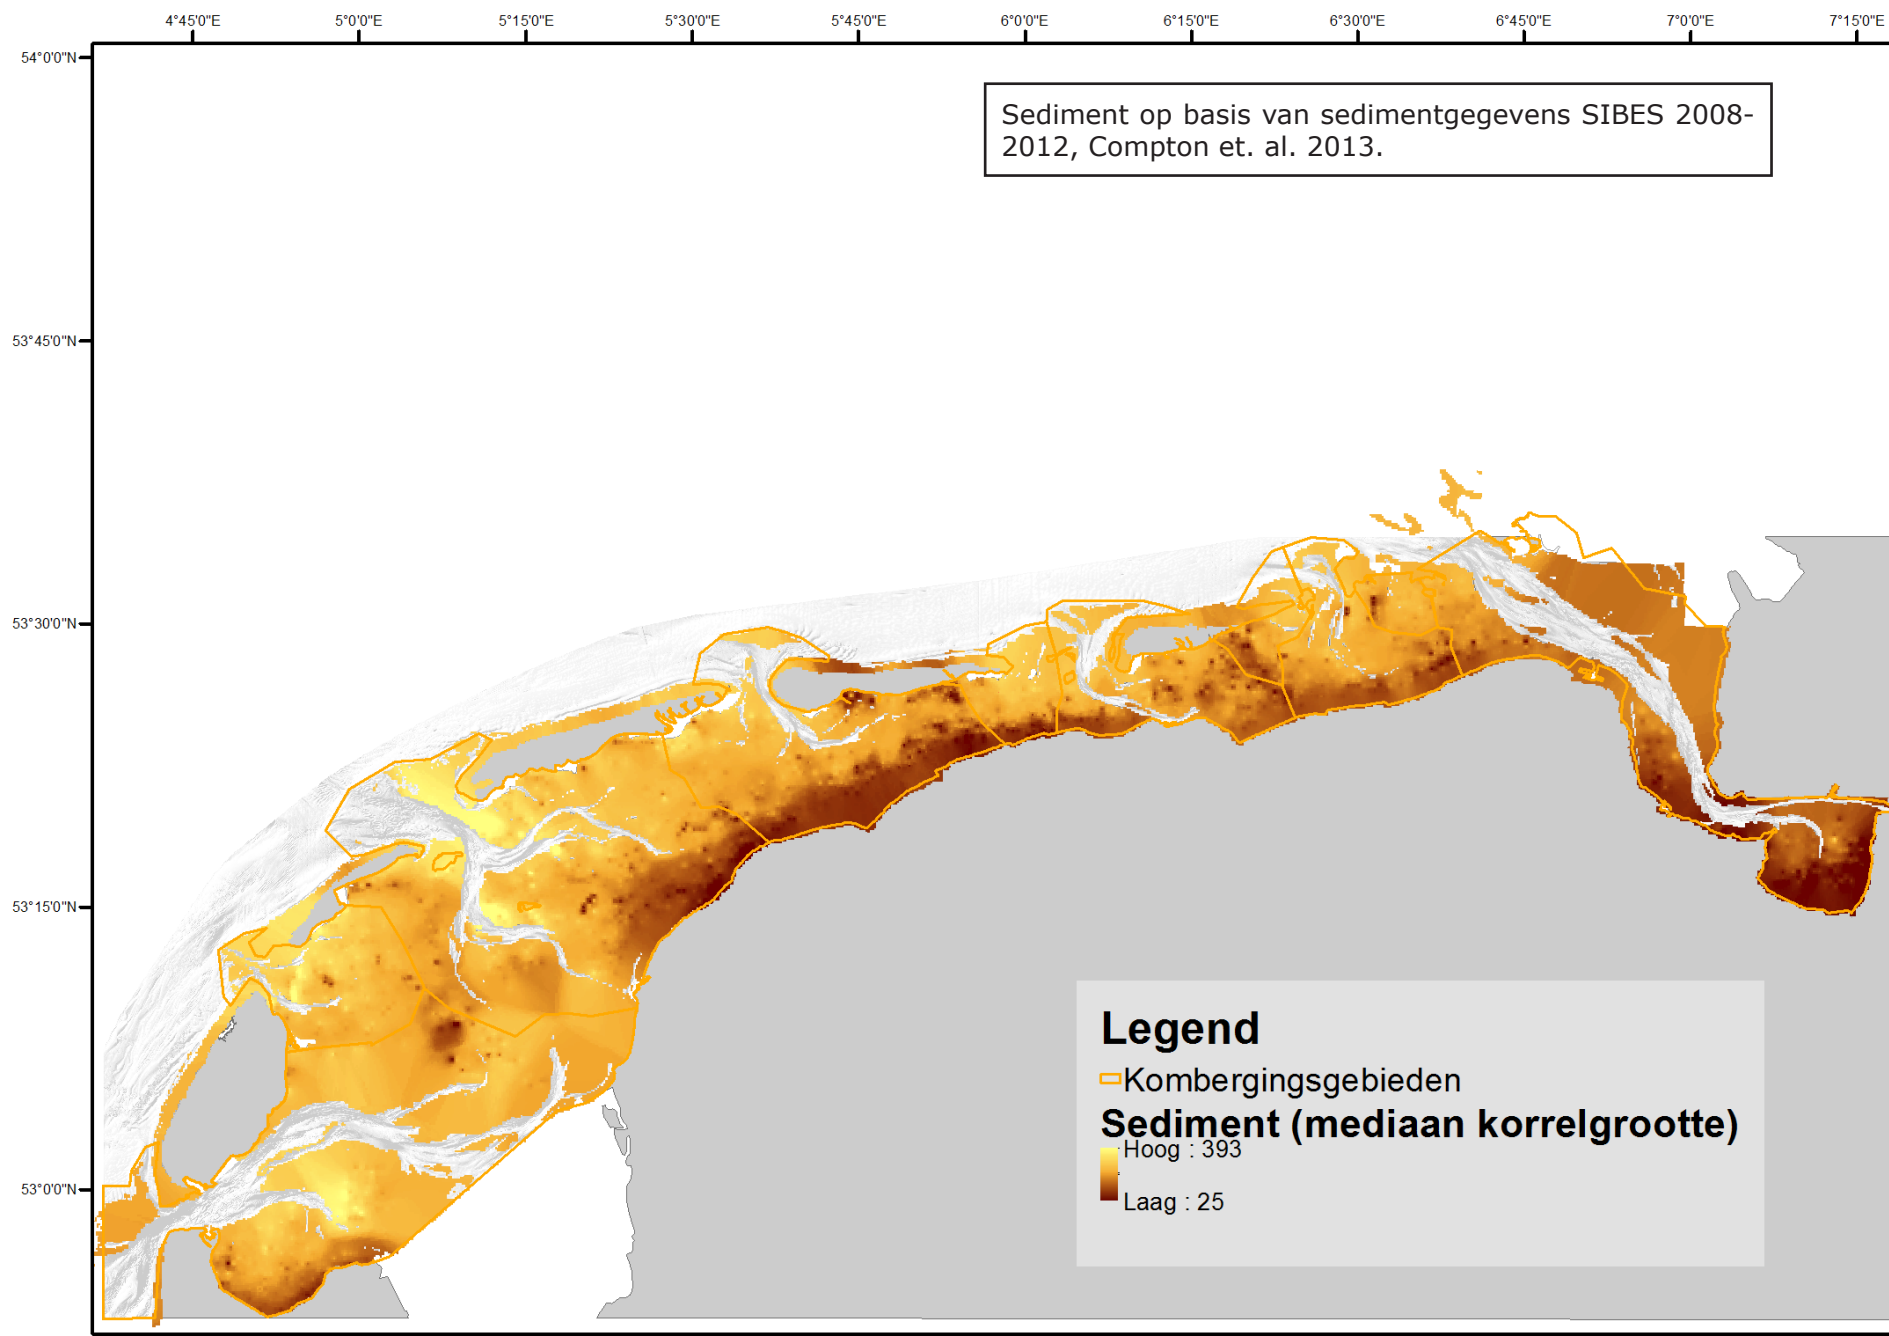 4°45'0"E 5°0'0"E 5°15'0"E 5°30'0"E 5°45'0"E 6°0'0"E 6°15'0"E 6°30'0"E 6°45'0"E 7°0'0"E 7°15'0"E
54°0'0"N
Sediment op basis van sedimentgegevens SIBES 2008-
2012, Compton et. al. 2013.
53°45'0"N
53°30'0"N
53°15'0"N
53°0'0"N
Legend
Kombergingsgebieden
Sediment (mediaan korrelgrootte)
Hoog : 393
Laag : 25